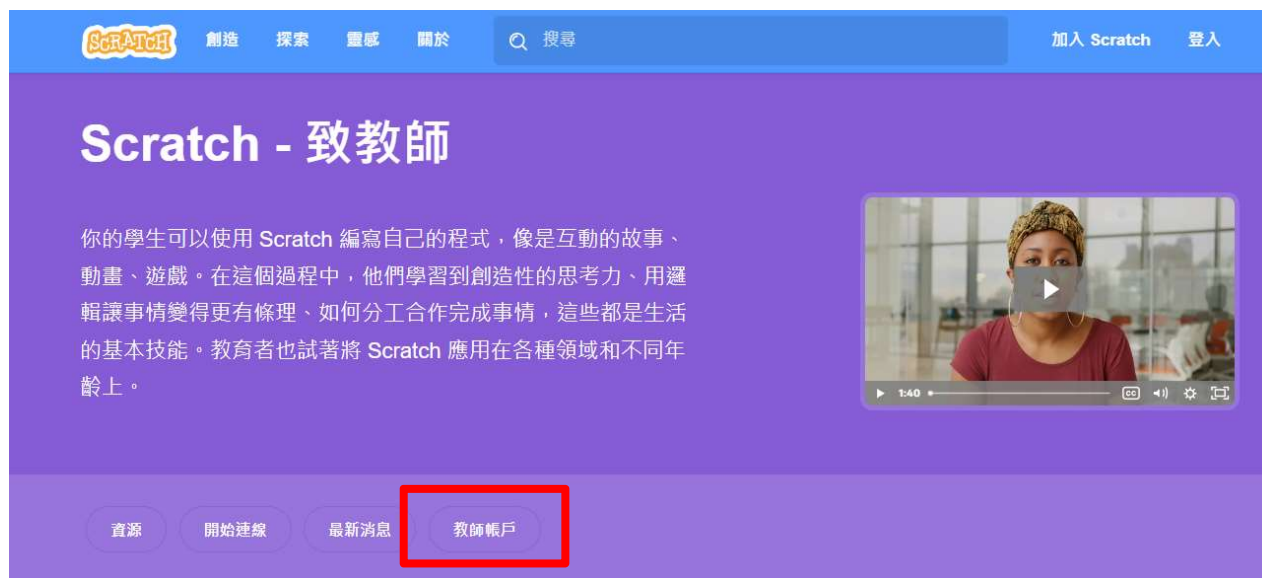 SCRATCH 創造 探索 靈感 關於 搜尋 加入 Scratch 登入
Scratch - 致教師
你的學生可以使用 Scratch 編寫自己的程式，像是互動的故事、
動畫、遊戲。在這個過程中，他們學習到創造性的思考力、用邏
輯讓事情變得更有條理、如何分工合作完成事情，這些都是生活
的基本技能。教育者也試著將 Scratch 應用在各種領域和不同年
齡上。
1:40 CC
資源 開始連線 最新消息 教師帳戶